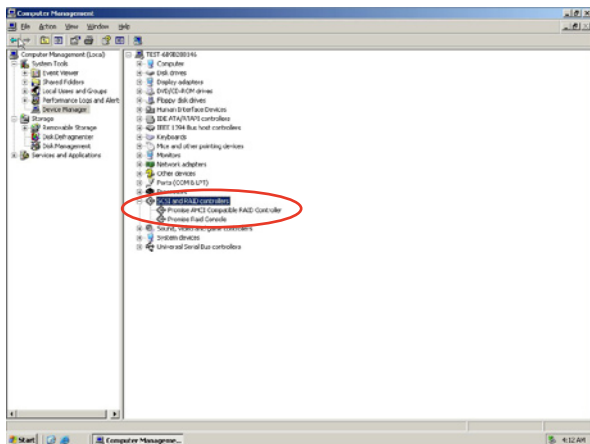 Computer Management
File Action View Window Help
Computer Management (Local)
System Tools
Event Viewer
Shared Folders
Local Users and Groups
Performance Logs and Alert
Device Manager
Storage
Removable Storage
Disk Defragmenter
Disk Management
Services and Applications
TEST-6898280346
Computer
Disk drives
Display adapters
DVD/CD-ROM drives
Floppy disk drives
Human Interface Devices
IDE ATA/ATAPI controllers
IEEE 1394 Bus host controllers
Keyboards
Mice and other pointing devices
Monitors
Network adapters
Other devices
Ports (COM & LPT)
Processors
SCSI and RAID controllers
Promise AHCI Compatible RAID Controller
Promise Raid Console
Sound, video and game controllers
System devices
Universal Serial Bus controllers
Start
Computer Manageme...
4:12 AM